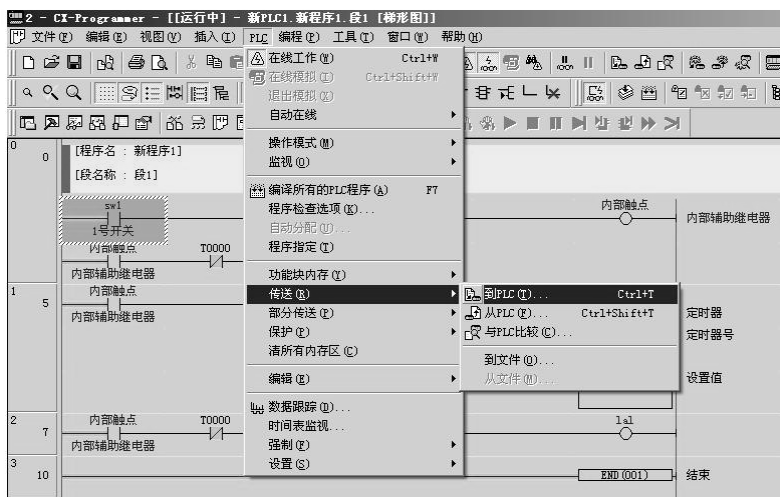 2 - CX-Programmer - [[运行中] - 新PLC1.新程序1.段1 [梯形图]]
文件(F) 编辑(E) 视图(V) 插入(I) PLC 编程(P) 工具(T) 窗口(W) 帮助(H)
在线工作(W) Ctrl+W
在线模拟(I) Ctrl+Shift+W
退出模拟(X)
自动在线
操作模式(M)
监视(O)
编译所有的PLC程序(A) F7
程序检查选项(K)...
自动分配(U)...
程序指定(I)
功能块内存(Y)
传送(R)
部分传送(P)
保护(P)
清所有内存区(C)
编辑(E)
数据跟踪(D)...
时间表监视...
强制(F)
设置(S)
到PLC(T)... Ctrl+T
从PLC(F)... Ctrl+Shift+T
与PLC比较(C)...
到文件(O)...
从文件(M)...
0
0
[程序名 : 新程序1]
[段名称 : 段1]
sw1
1号开关
内部触点 T0000
内部辅助继电器
内部触点
内部辅助继电器
1
5
内部触点
内部辅助继电器
定时器
定时器号
设置值
2
7
内部触点 T0000
内部辅助继电器
la1
3
10
END(001) 结束